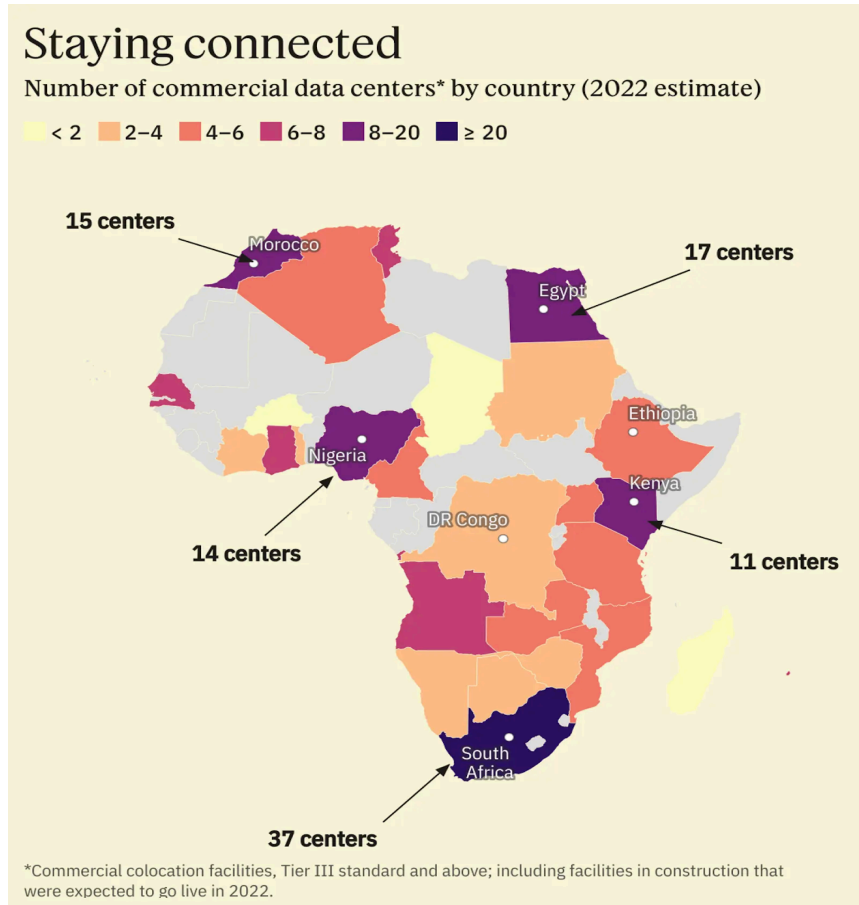 Staying connected
Number of commercial data centers* by country (2022 estimate)
< 2 2–4 4–6 6–8 8–20 ≥ 20
15 centers
Morocco
17 centers
Egypt
Ethiopia
Nigeria
Kenya
DR Congo
14 centers
11 centers
South
Africa
37 centers
*Commercial colocation facilities, Tier III standard and above; including facilities in construction that
were expected to go live in 2022.